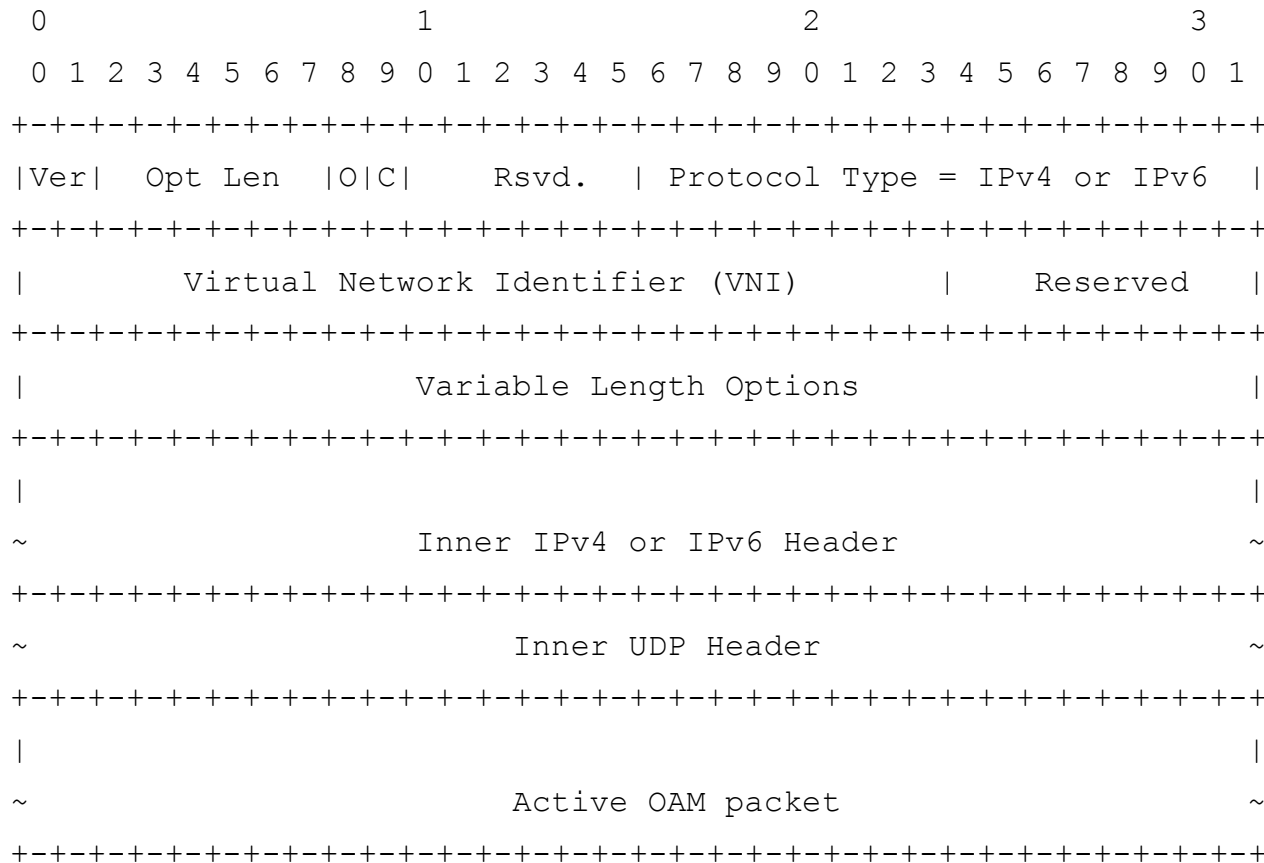 0                   1                   2                   3
 0 1 2 3 4 5 6 7 8 9 0 1 2 3 4 5 6 7 8 9 0 1 2 3 4 5 6 7 8 9 0 1
+-+-+-+-+-+-+-+-+-+-+-+-+-+-+-+-+-+-+-+-+-+-+-+-+-+-+-+-+-+-+-+-+
|Ver|  Opt Len  |O|C|    Rsvd.  | Protocol Type = IPv4 or IPv6  |
+-+-+-+-+-+-+-+-+-+-+-+-+-+-+-+-+-+-+-+-+-+-+-+-+-+-+-+-+-+-+-+-+
|        Virtual Network Identifier (VNI)       |    Reserved   |
+-+-+-+-+-+-+-+-+-+-+-+-+-+-+-+-+-+-+-+-+-+-+-+-+-+-+-+-+-+-+-+-+
|                    Variable Length Options                    |
+-+-+-+-+-+-+-+-+-+-+-+-+-+-+-+-+-+-+-+-+-+-+-+-+-+-+-+-+-+-+-+-+
|                                                               |
~                    Inner IPv4 or IPv6 Header                  ~
+-+-+-+-+-+-+-+-+-+-+-+-+-+-+-+-+-+-+-+-+-+-+-+-+-+-+-+-+-+-+-+-+
~                         Inner UDP Header                      ~
+-+-+-+-+-+-+-+-+-+-+-+-+-+-+-+-+-+-+-+-+-+-+-+-+-+-+-+-+-+-+-+-+
|                                                               |
~                         Active OAM packet                     ~
+-+-+-+-+-+-+-+-+-+-+-+-+-+-+-+-+-+-+-+-+-+-+-+-+-+-+-+-+-+-+-+-+